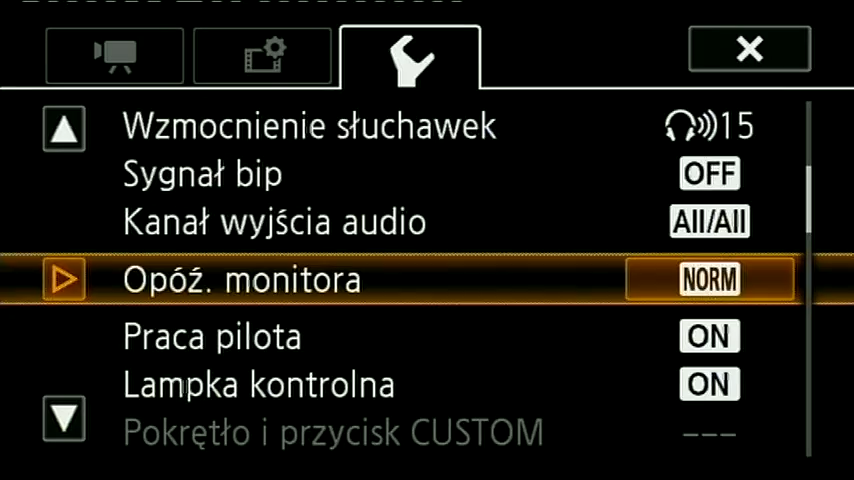 Wzmocnienie słuchawek 15
Sygnał bip OFF
Kanał wyjścia audio All/All
Opóź. monitora NORM
Praca pilota ON
Lampka kontrolna ON
Pokrętło i przycisk CUSTOM ---